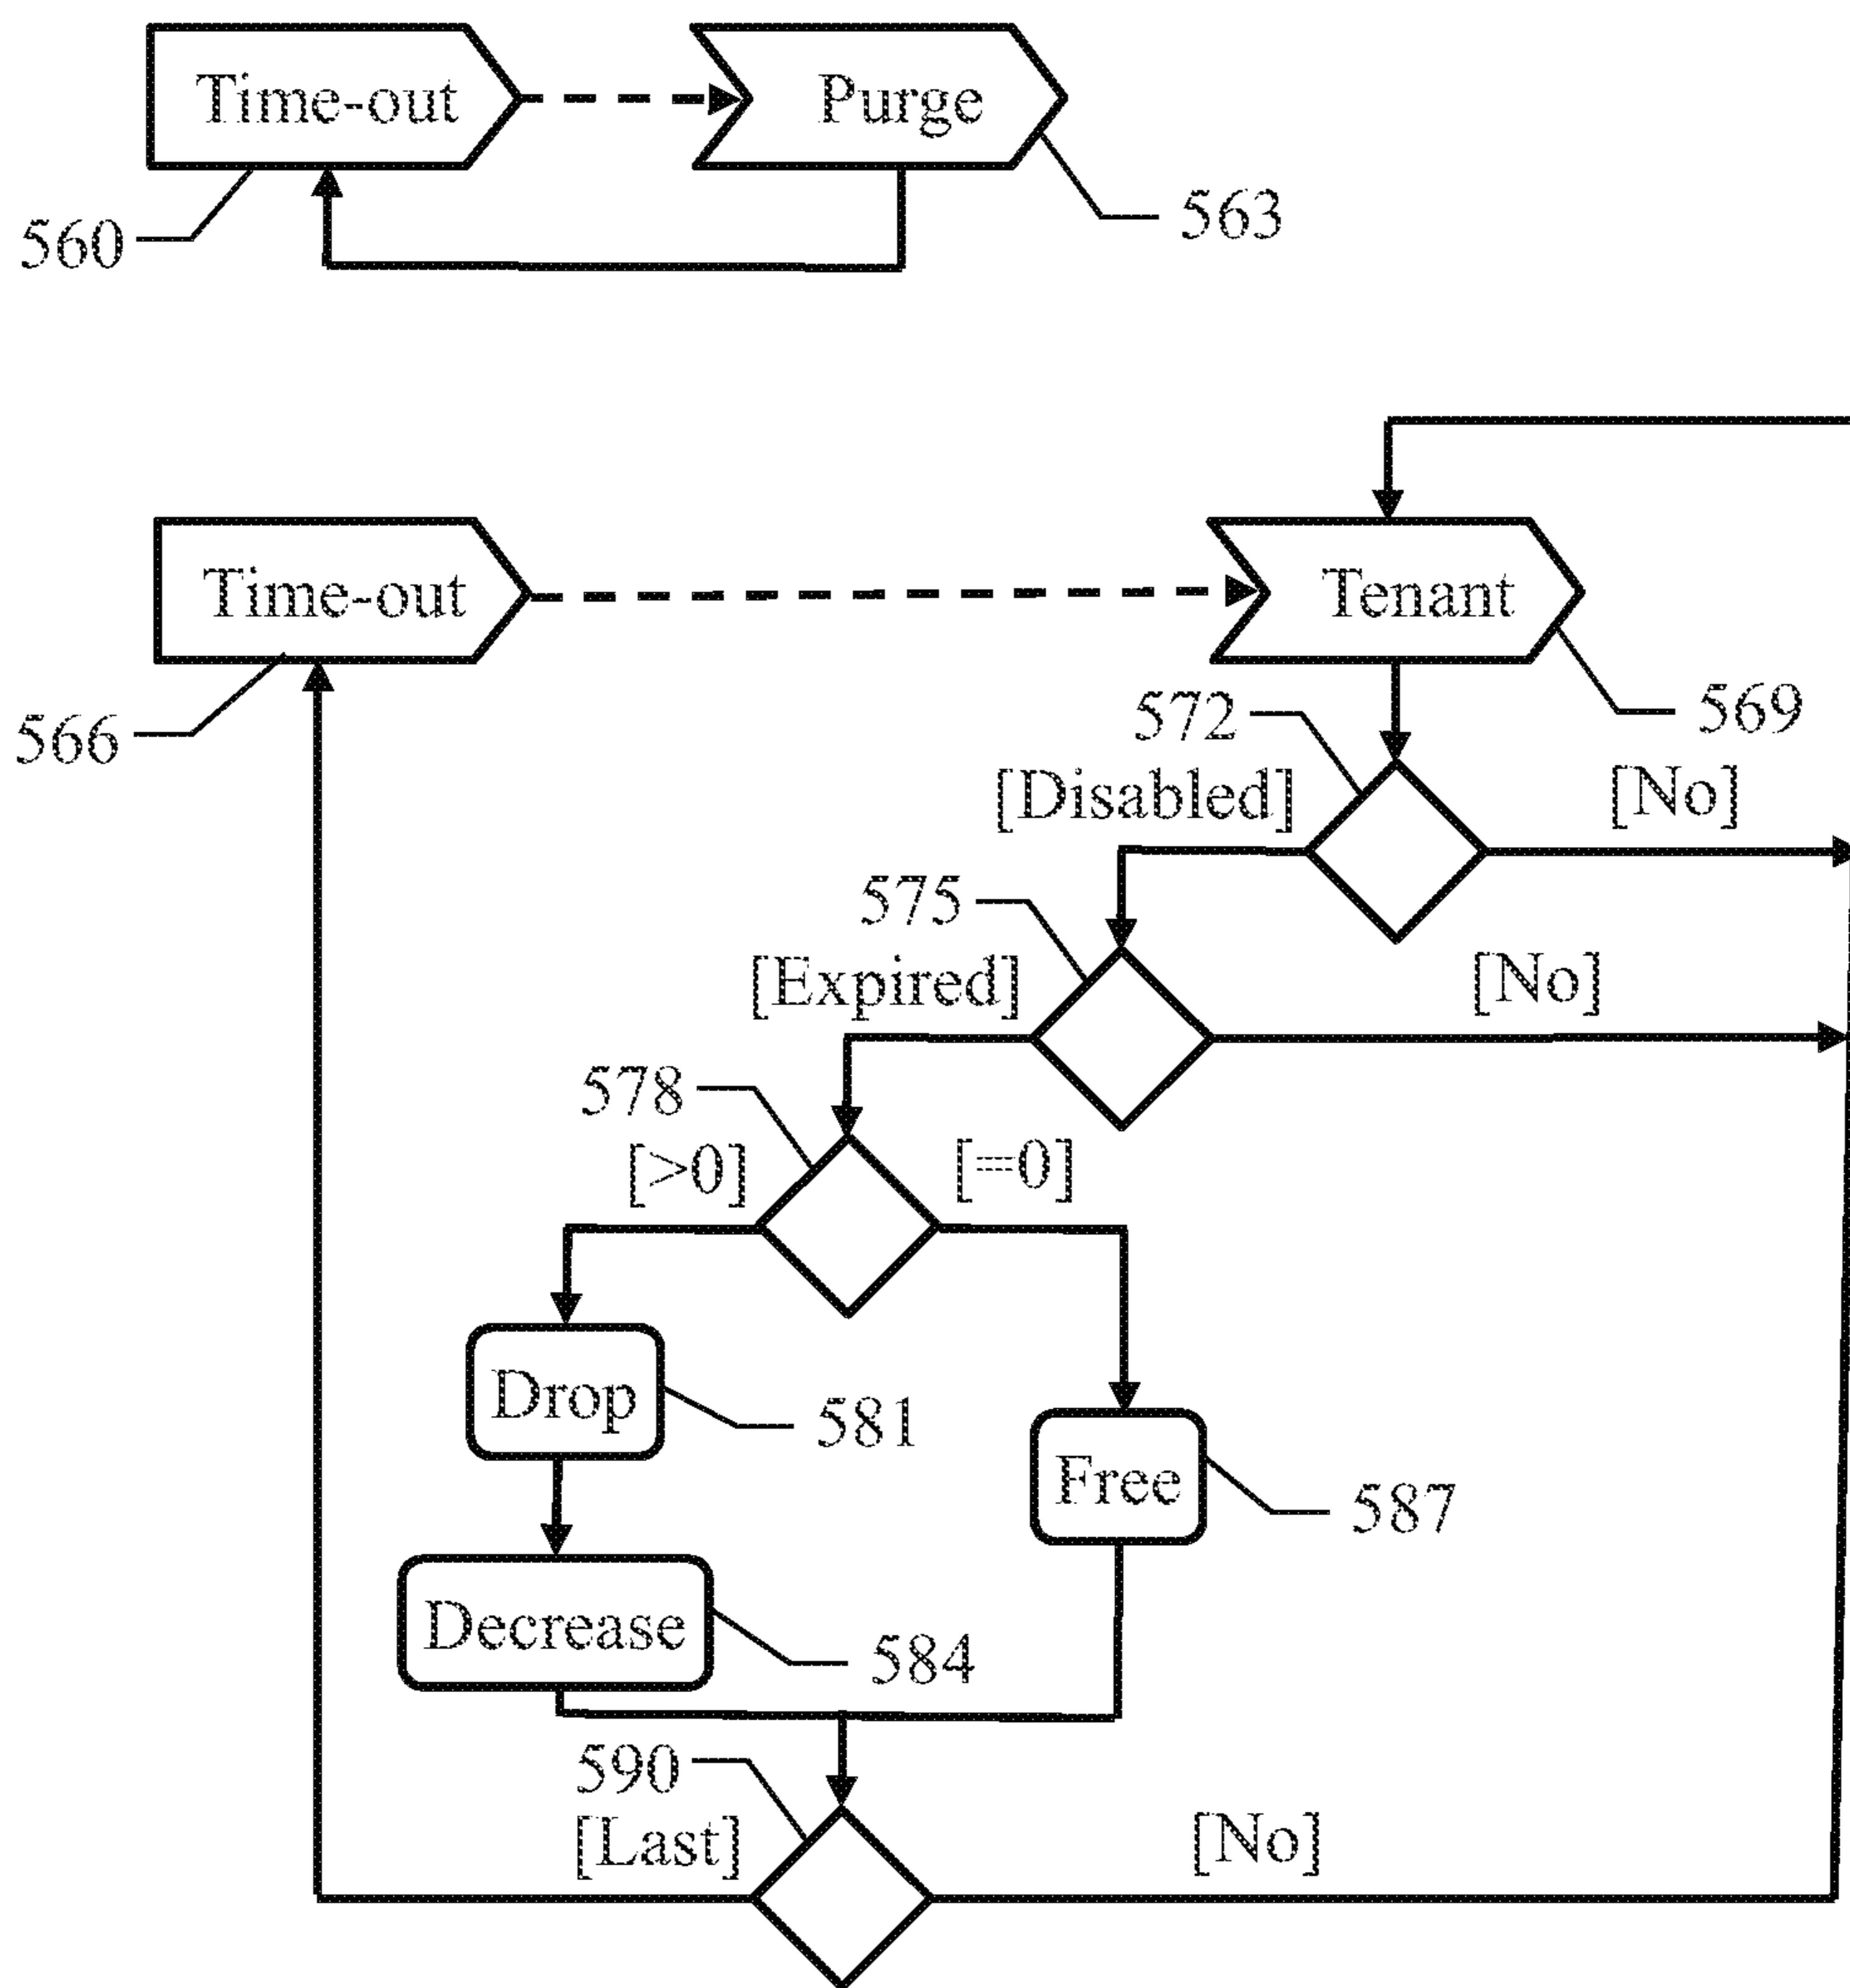 Time-out
Purge
560
563
Time-out
Tenant
566
569
572
[Disabled]
[No]
575
[Expired]
[No]
578
[>0]
[==0]
Drop
581
Free
587
Decrease
584
590
[Last]
[No]